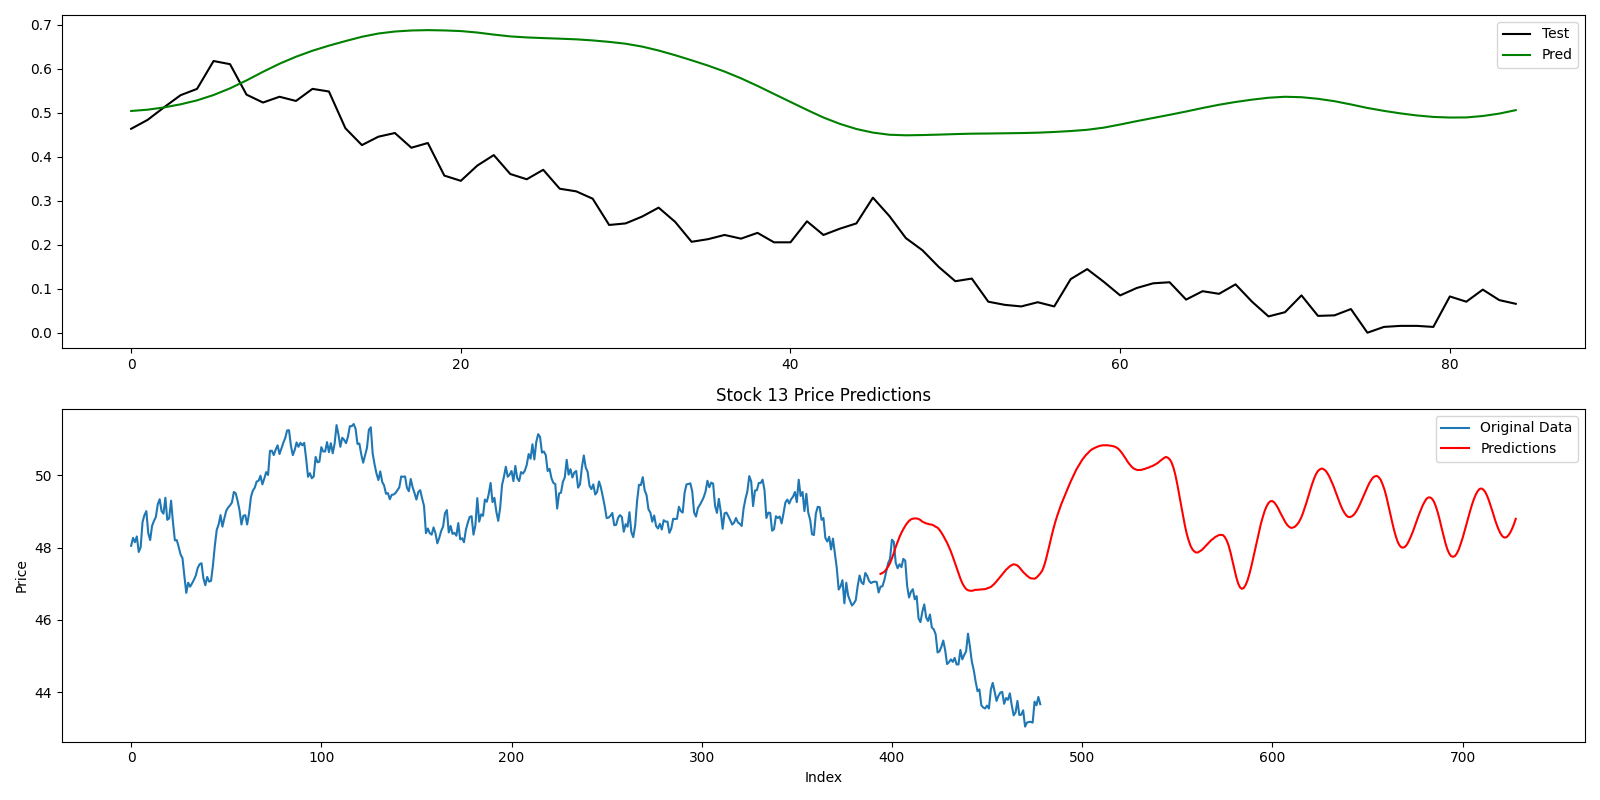 0.7
0.6
0.5
0.4
0.3
0.2
0.1
0.0
Test
Pred
0 20 40 60 80
Stock 13 Price Predictions
Price
50
48
46
44
Original Data
Predictions
0 100 200 300 400 500 600 700
Index